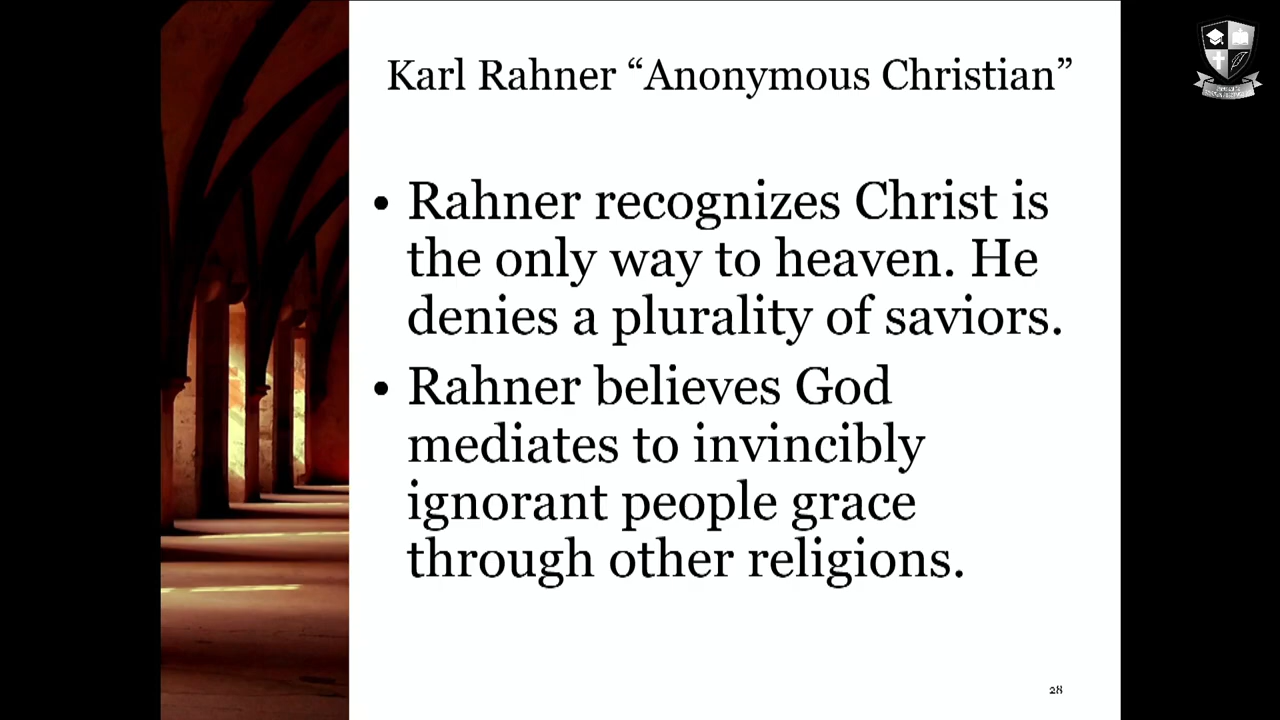 Karl Rahner “Anonymous Christian”
• Rahner recognizes Christ is
the only way to heaven. He
denies a plurality of saviors.
• Rahner believes God
mediates to invincibly
ignorant people grace
through other religions.
28